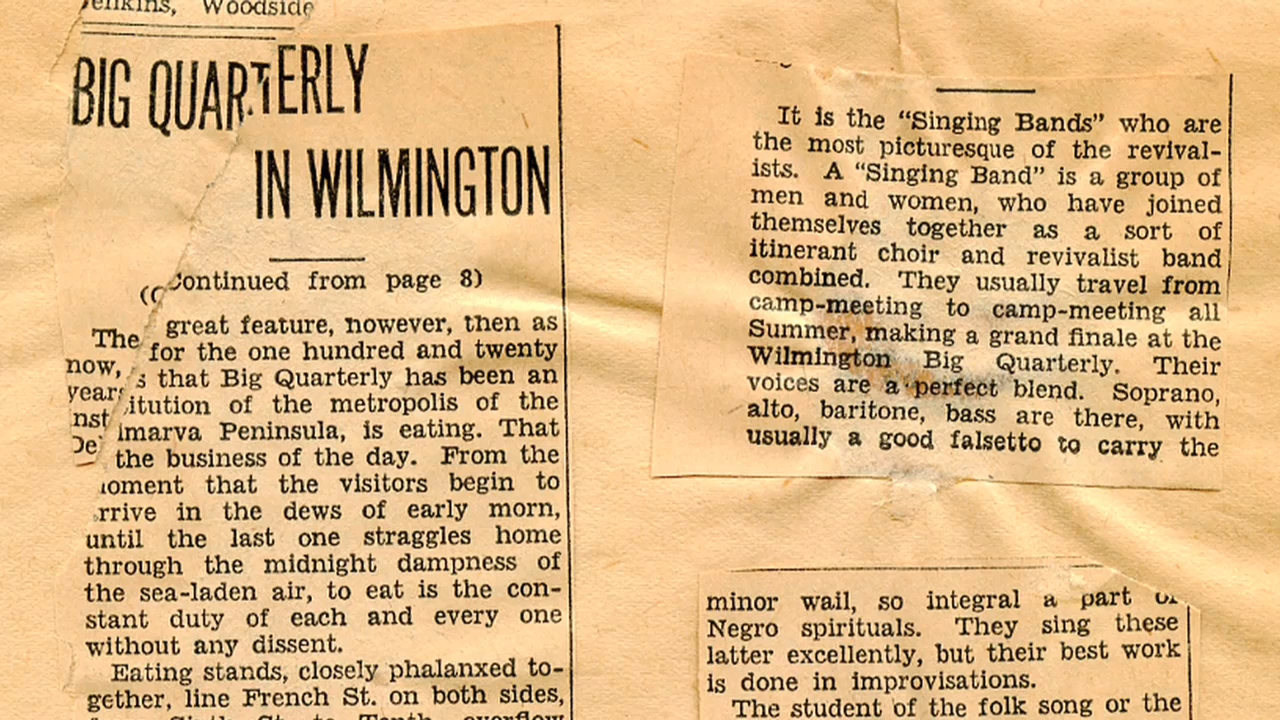 Jenkins, Woodside
BIG QUARTERLY
IN WILMINGTON
(Continued from page 8)
The great feature, however, then as
now, for the one hundred and twenty
years that Big Quarterly has been an
institution of the metropolis of the
Delmarva Peninsula, is eating. That
the business of the day. From the
moment that the visitors begin to
arrive in the dews of early morn,
until the last one straggles home
through the midnight dampness of
the sea-laden air, to eat is the con-
stant duty of each and every one
without any dissent.
Eating stands, closely phalanxed to-
gether, line French St. on both sides,
from Sixth St. to Tenth, overflow
It is the “Singing Bands” who are
the most picturesque of the revival-
ists. A “Singing Band” is a group of
men and women, who have joined
themselves together as a sort of
itinerant choir and revivalist band
combined. They usually travel from
camp-meeting to camp-meeting all
Summer, making a grand finale at the
Wilmington Big Quarterly. Their
voices are a perfect blend. Soprano,
alto, baritone, bass are there, with
usually a good falsetto to carry the
minor wail, so integral a part of
Negro spirituals. They sing these
latter excellently, but their best work
is done in improvisations.
The student of the folk song or the